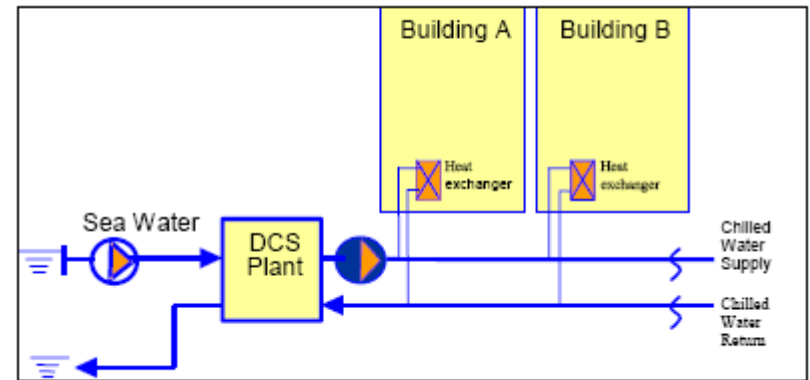 Building A
Building B
Heat
exchanger
Heat
exchanger
Sea Water
DCS
Plant
Chilled
Water
Supply
Chilled
Water
Return